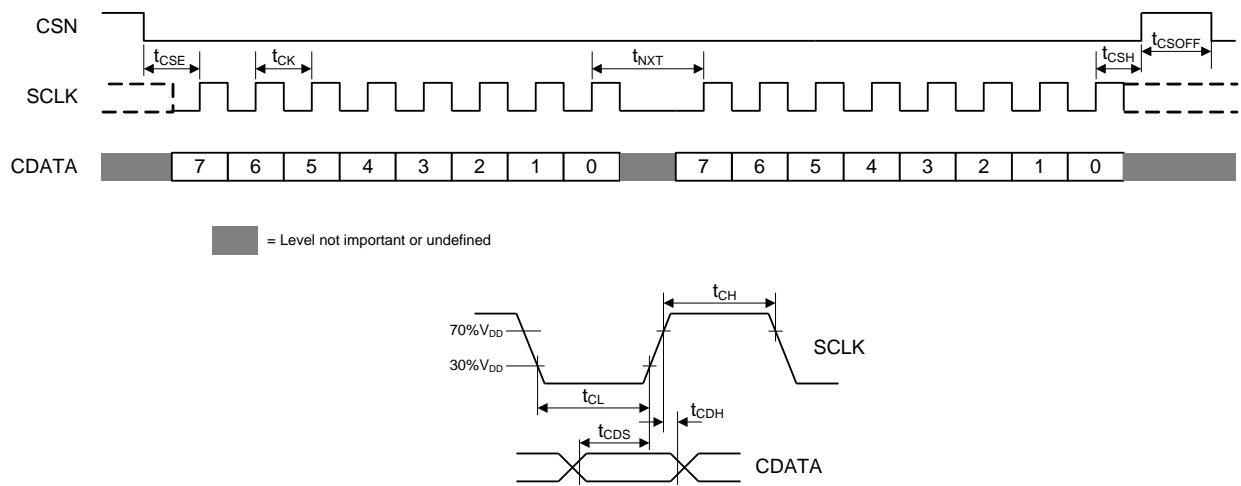 CSN
tCSE
tCK
tNXT
tCSH
tCSOFF
SCLK
CDATA
7 6 5 4 3 2 1 0 7 6 5 4 3 2 1 0
= Level not important or undefined
tCH
70%VDD
SCLK
30%VDD
tCL
tCDH
tCDS
CDATA